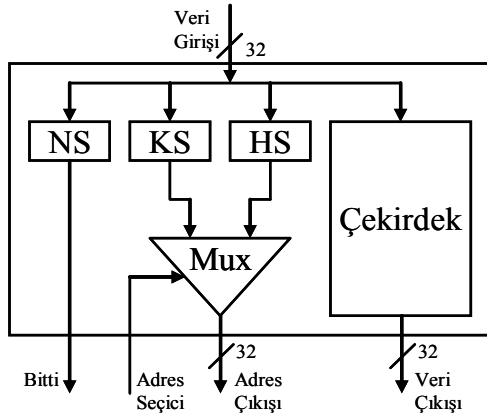 Veri
Girişi
32
NS
KS
HS
Çekirdek
Mux
32
32
Bitti
Adres
Seçici
Adres
Çıkışı
Veri
Çıkışı